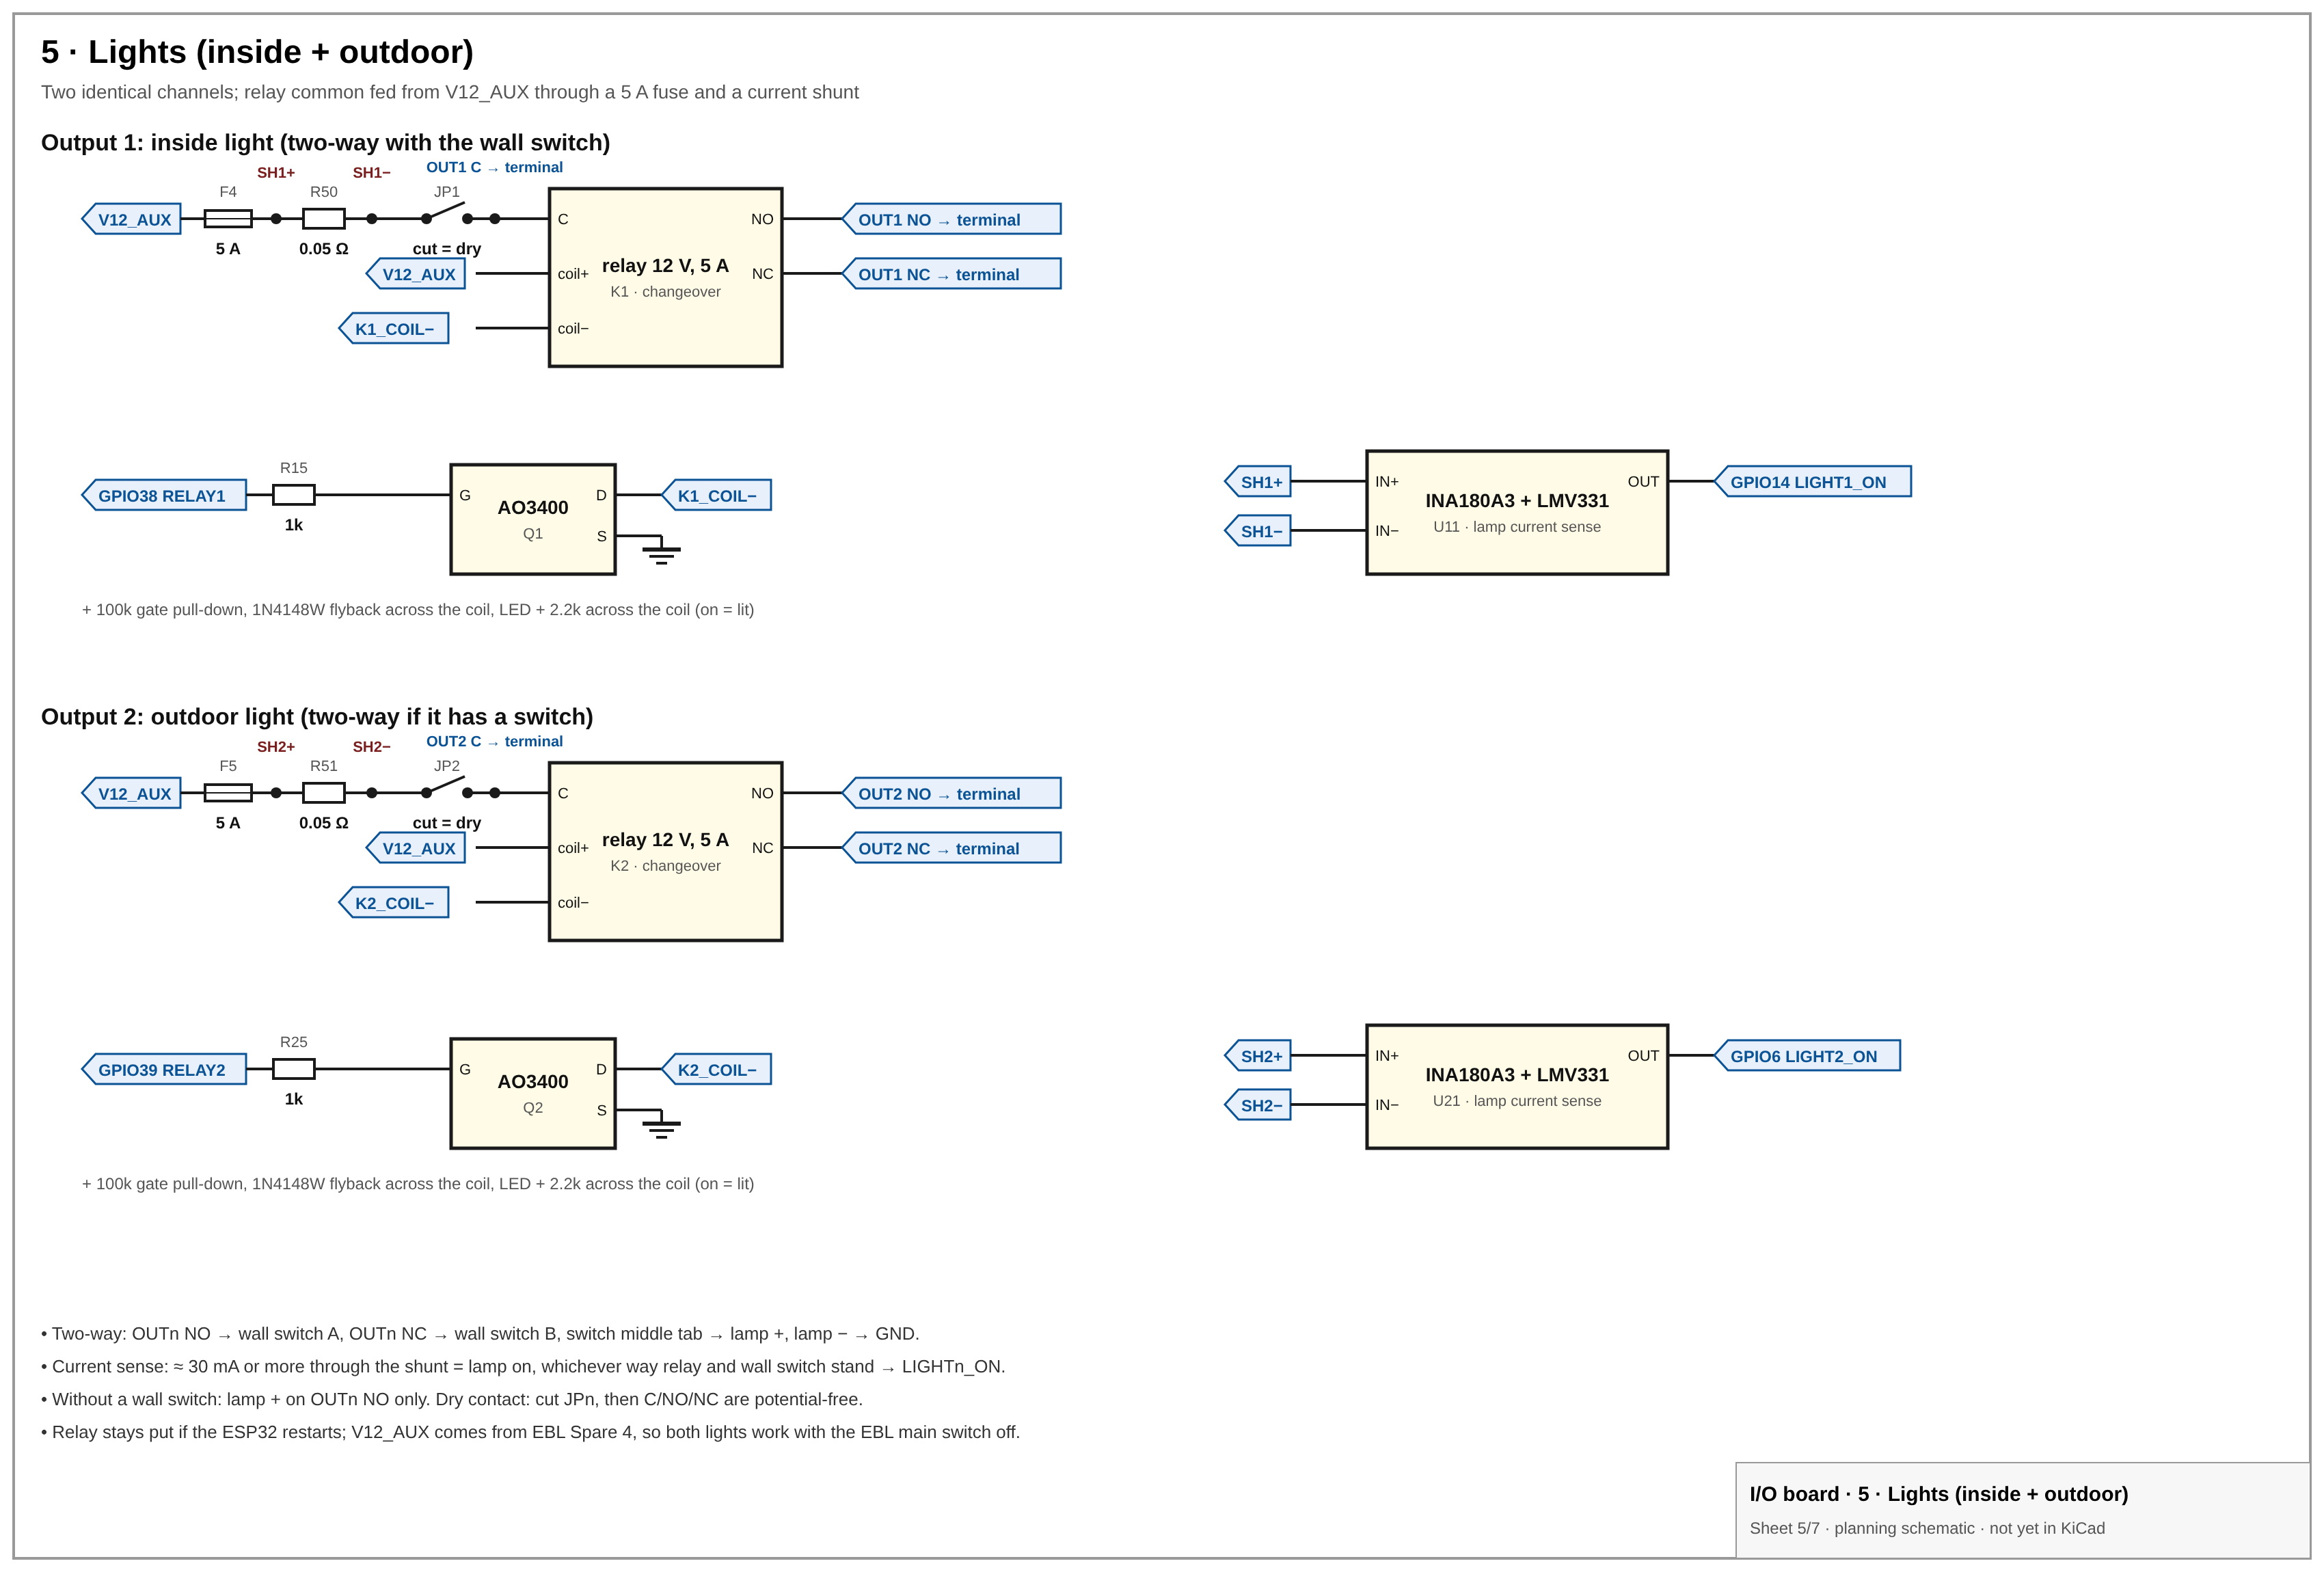 5 · Lights (inside + outdoor)
Two identical channels; relay common fed from V12_AUX through a 5 A fuse and a current shunt
Output 1: inside light (two-way with the wall switch)
SH1+ SH1− OUT1 C → terminal
F4 R50 JP1
V12_AUX C NO OUT1 NO → terminal
5 A 0.05 Ω cut = dry
V12_AUX coil+ relay 12 V, 5 A NC OUT1 NC → terminal
K1 · changeover
K1_COIL− coil−
R15
GPIO38 RELAY1 G D K1_COIL−
AO3400
1k Q1 S
SH1+ IN+ OUT GPIO14 LIGHT1_ON
INA180A3 + LMV331
SH1− IN− U11 · lamp current sense
+ 100k gate pull-down, 1N4148W flyback across the coil, LED + 2.2k across the coil (on = lit)
Output 2: outdoor light (two-way if it has a switch)
SH2+ SH2− OUT2 C → terminal
F5 R51 JP2
V12_AUX C NO OUT2 NO → terminal
5 A 0.05 Ω cut = dry
V12_AUX coil+ relay 12 V, 5 A NC OUT2 NC → terminal
K2 · changeover
K2_COIL− coil−
R25
GPIO39 RELAY2 G D K2_COIL−
AO3400
1k Q2 S
SH2+ IN+ OUT GPIO6 LIGHT2_ON
INA180A3 + LMV331
SH2− IN− U21 · lamp current sense
+ 100k gate pull-down, 1N4148W flyback across the coil, LED + 2.2k across the coil (on = lit)
• Two-way: OUTn NO → wall switch A, OUTn NC → wall switch B, switch middle tab → lamp +, lamp − → GND.
• Current sense: ≈ 30 mA or more through the shunt = lamp on, whichever way relay and wall switch stand → LIGHTn_ON.
• Without a wall switch: lamp + on OUTn NO only. Dry contact: cut JPn, then C/NO/NC are potential-free.
• Relay stays put if the ESP32 restarts; V12_AUX comes from EBL Spare 4, so both lights work with the EBL main switch off.
I/O board · 5 · Lights (inside + outdoor)
Sheet 5/7 · planning schematic · not yet in KiCad